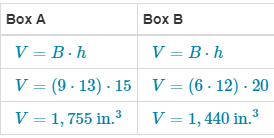 Box A Box B
V = B · h V = B · h
V = (9 · 13) · 15 V = (6 · 12) · 20
V = 1,755 in.³ V = 1,440 in.³